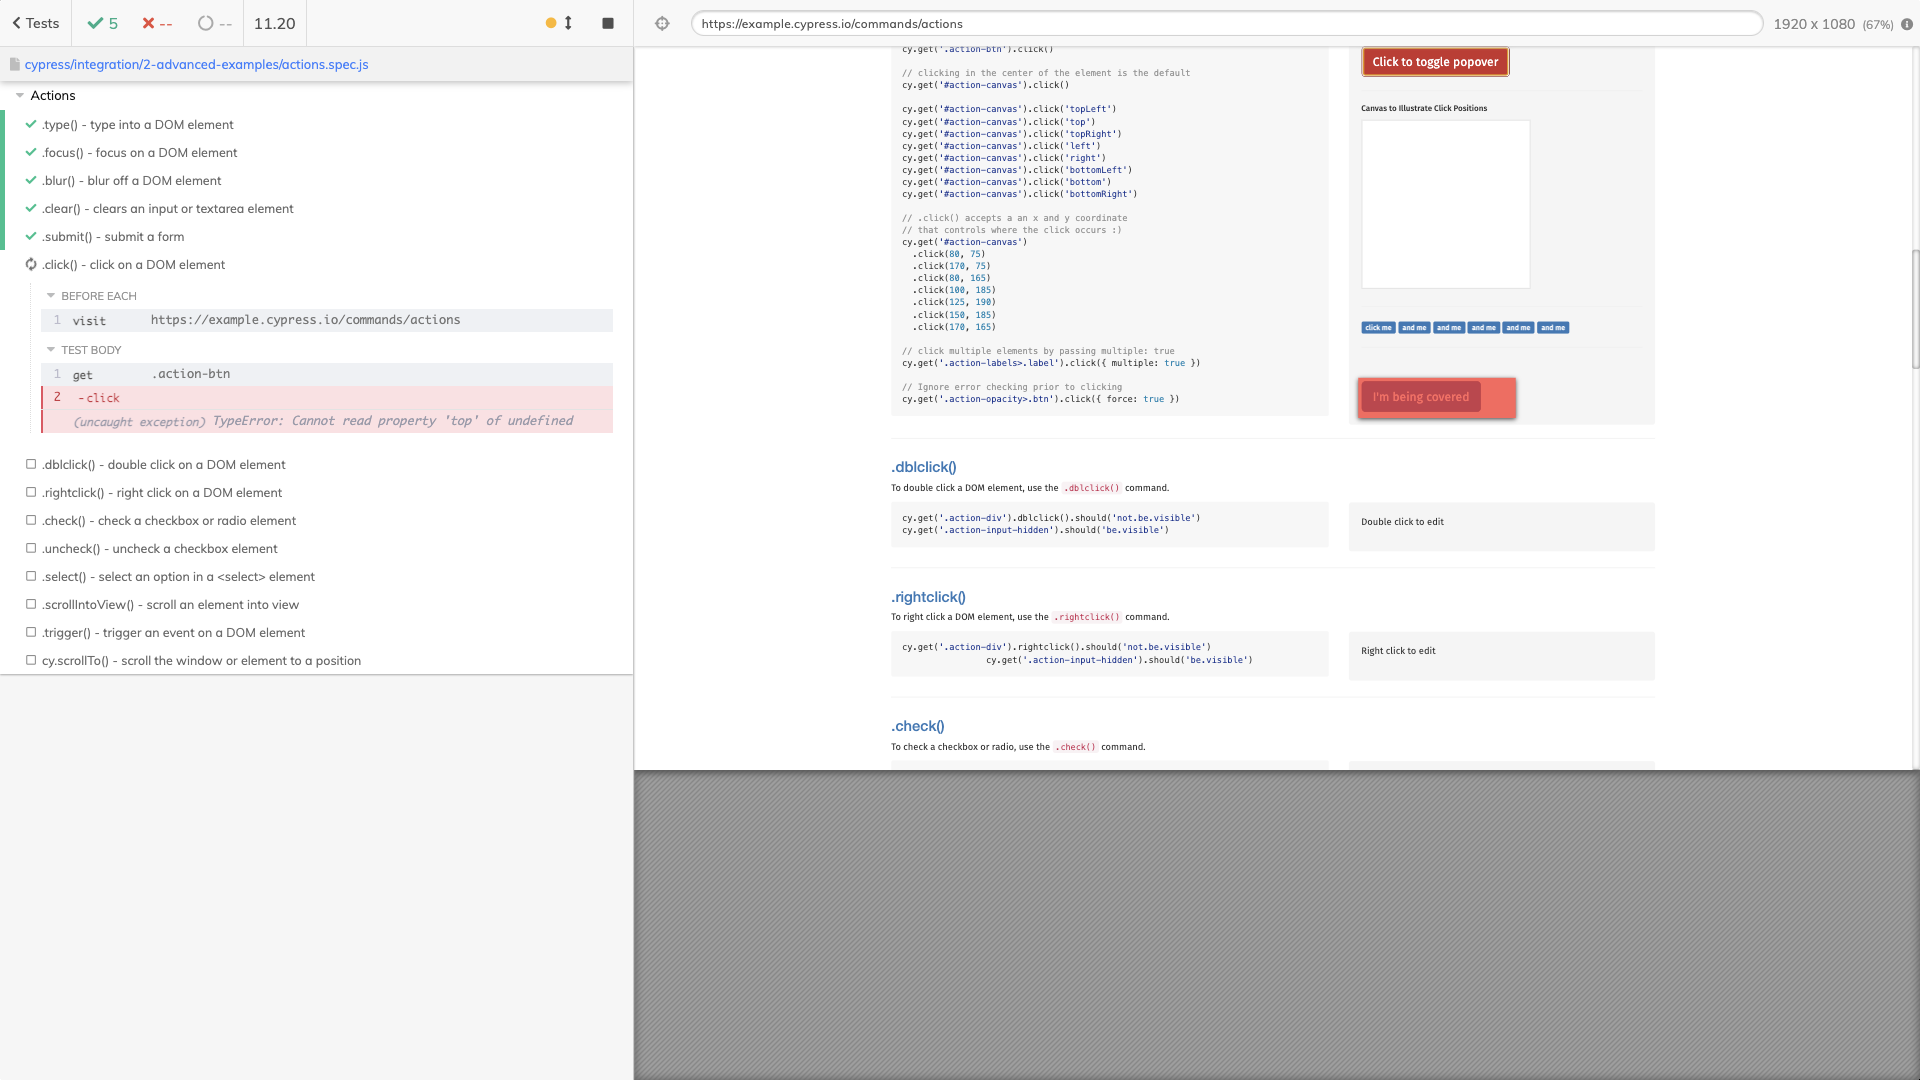 Tests
5
--
--
11.20
https://example.cypress.io/commands/actions
1920 x 1080 (67%)
cypress/integration/2-advanced-examples/actions.spec.js
Actions
.type() - type into a DOM element
.focus() - focus on a DOM element
.blur() - blur off a DOM element
.clear() - clears an input or textarea element
.submit() - submit a form
.click() - click on a DOM element
BEFORE EACH
1 visit https://example.cypress.io/commands/actions
TEST BODY
1 get .action-btn
2 -click
(uncaught exception) TypeError: Cannot read property 'top' of undefined
.dblclick() - double click on a DOM element
.rightclick() - right click on a DOM element
.check() - check a checkbox or radio element
.uncheck() - uncheck a checkbox element
.select() - select an option in a <select> element
.scrollIntoView() - scroll an element into view
.trigger() - trigger an event on a DOM element
cy.scrollTo() - scroll the window or element to a position
cy.get('.action-btn').click()
// clicking in the center of the element is the default
cy.get('#action-canvas').click()
cy.get('#action-canvas').click('topLeft')
cy.get('#action-canvas').click('top')
cy.get('#action-canvas').click('topRight')
cy.get('#action-canvas').click('left')
cy.get('#action-canvas').click('right')
cy.get('#action-canvas').click('bottomLeft')
cy.get('#action-canvas').click('bottom')
cy.get('#action-canvas').click('bottomRight')
// .click() accepts a an x and y coordinate
// that controls where the click occurs :)
cy.get('#action-canvas')
.click(80, 75)
.click(170, 75)
.click(80, 165)
.click(100, 185)
.click(125, 190)
.click(150, 185)
.click(170, 165)
// click multiple elements by passing multiple: true
cy.get('.action-labels>.label').click({ multiple: true })
// Ignore error checking prior to clicking
cy.get('.action-opacity>.btn').click({ force: true })
Click to toggle popover
Canvas to Illustrate Click Positions
click me and me and me and me and me and me
I'm being covered
.dblclick()
To double click a DOM element, use the .dblclick() command.
cy.get('.action-div').dblclick().should('not.be.visible')
cy.get('.action-input-hidden').should('be.visible')
Double click to edit
.rightclick()
To right click a DOM element, use the .rightclick() command.
cy.get('.action-div').rightclick().should('not.be.visible')
cy.get('.action-input-hidden').should('be.visible')
Right click to edit
.check()
To check a checkbox or radio, use the .check() command.